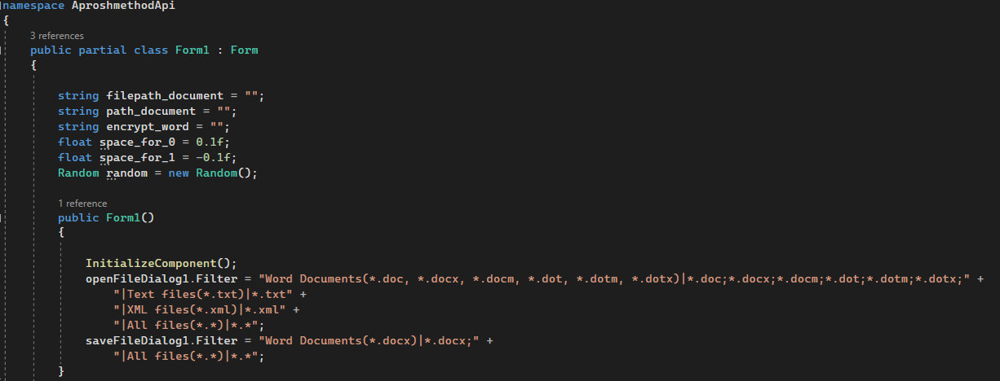 namespace AproshmethodApi
{
3 references
public partial class Form1 : Form
{
string filepath_document = "";
string path_document = "";
string encrypt_word = "";
float space_for_0 = 0.1f;
float space_for_1 = -0.1f;
Random random = new Random();
1 reference
public Form1()
{
InitializeComponent();
openFileDialog1.Filter = "Word Documents(*.doc, *.docx, *.docm, *.dot, *.dotm, *.dotx)|*.doc;*.docx;*.docm;*.dot;*.dotm;*.dotx;" +
"|Text files(*.txt)|*.txt" +
"|XML files(*.xml)|*.xml" +
"|All files(*.*)|*.*";
saveFileDialog1.Filter = "Word Documents(*.docx)|*.docx;" +
"|All files(*.*)|*.*";
}